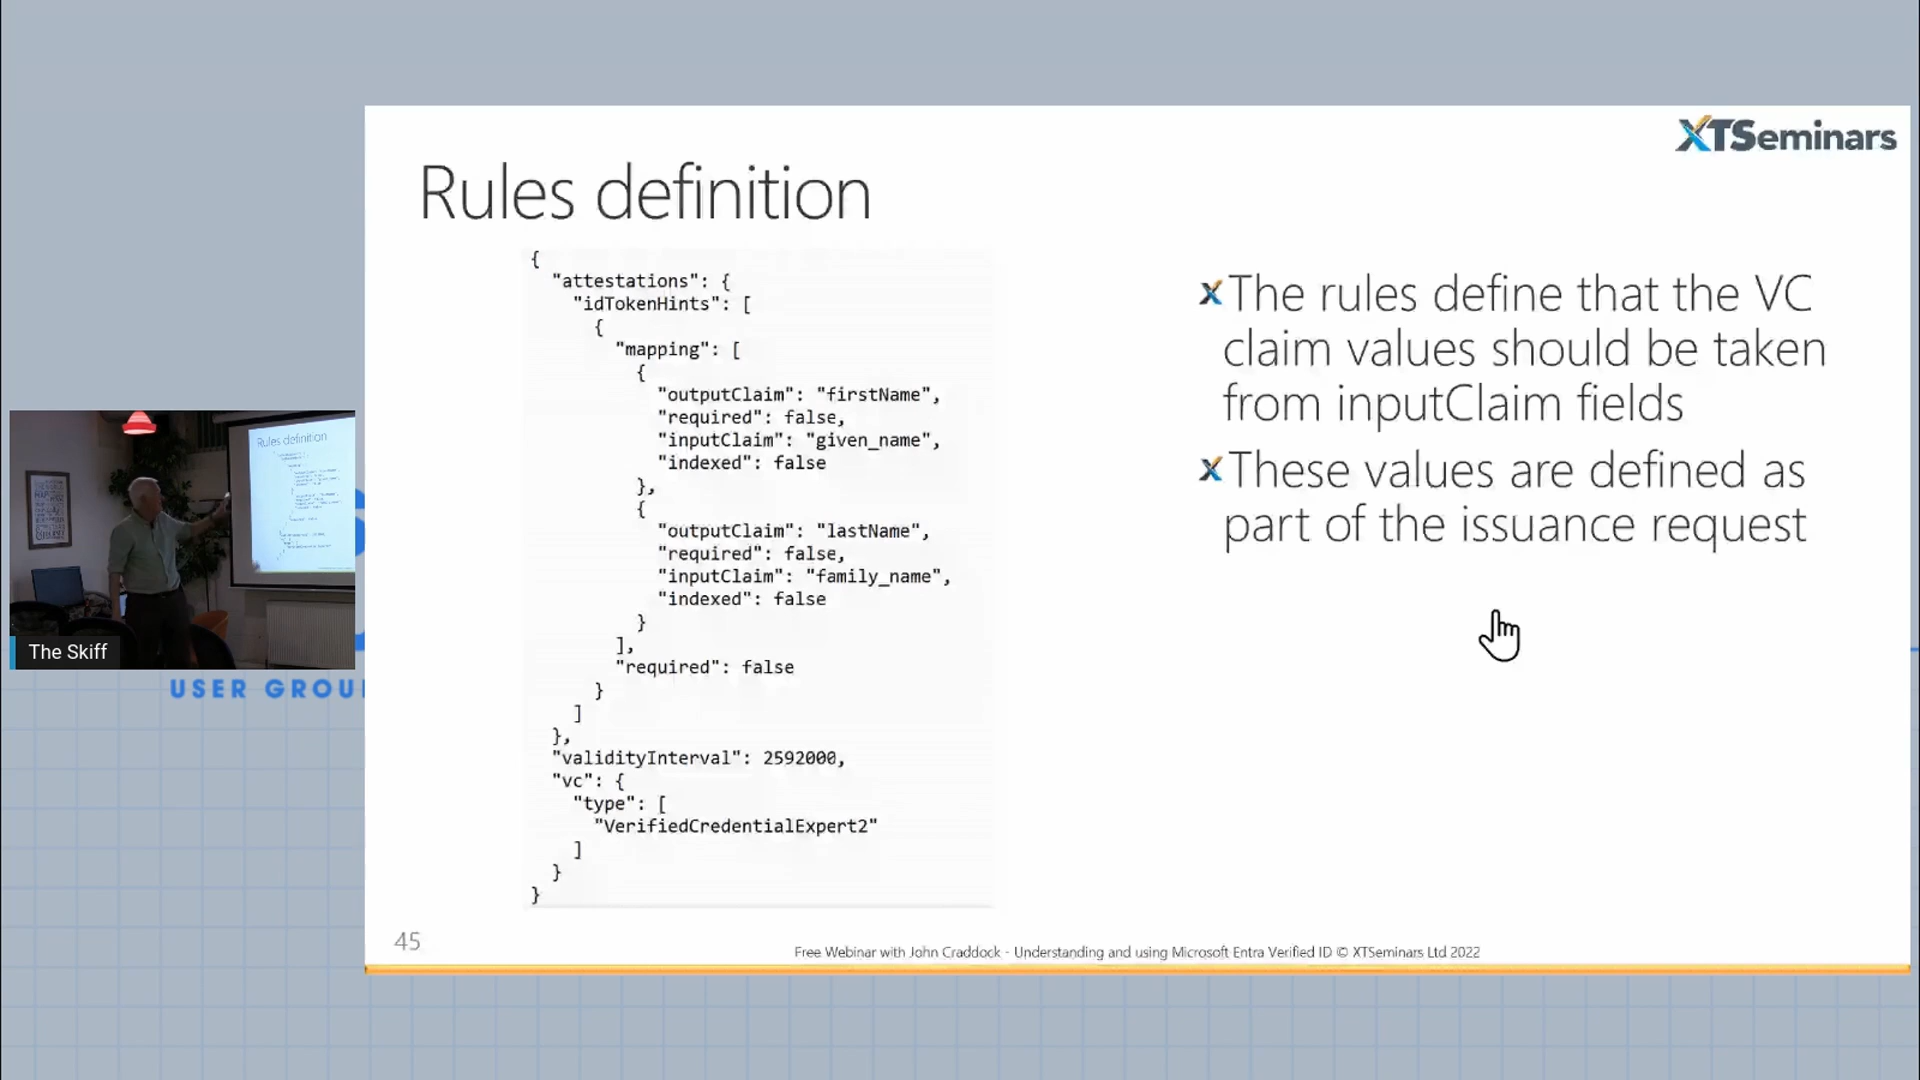 XTSeminars
Rules definition
{
"attestations": {
"idTokenHints": [
{
"mapping": [
{
"outputClaim": "firstName",
"required": false,
"inputClaim": "given_name",
"indexed": false
},
{
"outputClaim": "lastName",
"required": false,
"inputClaim": "family_name",
"indexed": false
}
],
"required": false
}
]
},
"validityInterval": 2592000,
"vc": {
"type": [
"VerifiedCredentialExpert2"
]
}
}
The rules define that the VC
claim values should be taken
from inputClaim fields
These values are defined as
part of the issuance request
45
Free Webinar with John Craddock - Understanding and using Microsoft Entra Verified ID © XTSeminars Ltd 2022
Rules definition
The Skiff
USER GROU